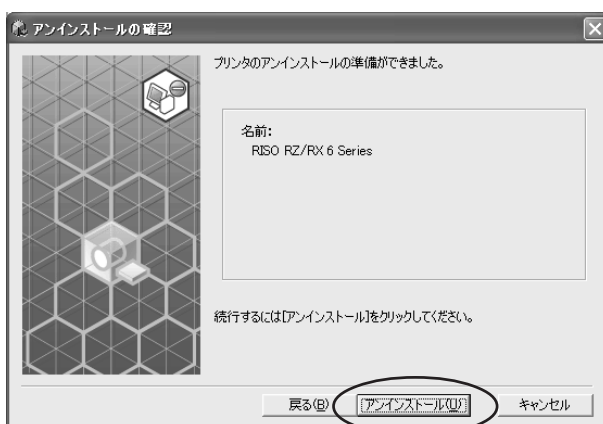 アンインストールの確認
プリンタのアンインストールの準備ができました。
名前:
RISO RZ/RX 6 Series
続行するには[アンインストール]をクリックしてください。
戻る(B) アンインストール(U) キャンセル